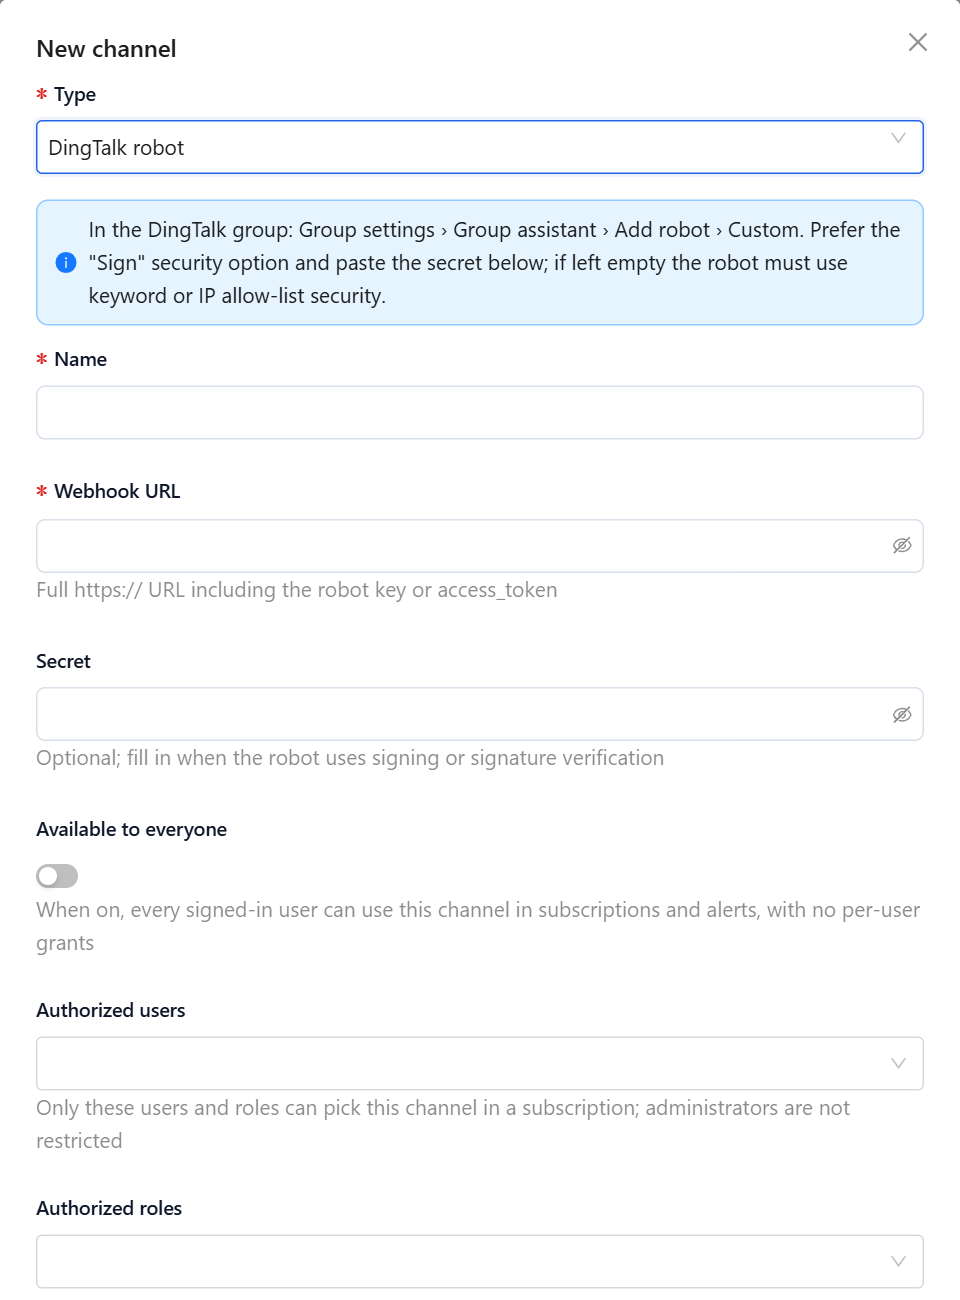 New channel
* Type
DingTalk robot
In the DingTalk group: Group settings › Group assistant › Add robot › Custom. Prefer the
"Sign" security option and paste the secret below; if left empty the robot must use
keyword or IP allow-list security.
* Name
* Webhook URL
Full https:// URL including the robot key or access_token
Secret
Optional; fill in when the robot uses signing or signature verification
Available to everyone
When on, every signed-in user can use this channel in subscriptions and alerts, with no per-user
grants
Authorized users
Only these users and roles can pick this channel in a subscription; administrators are not
restricted
Authorized roles